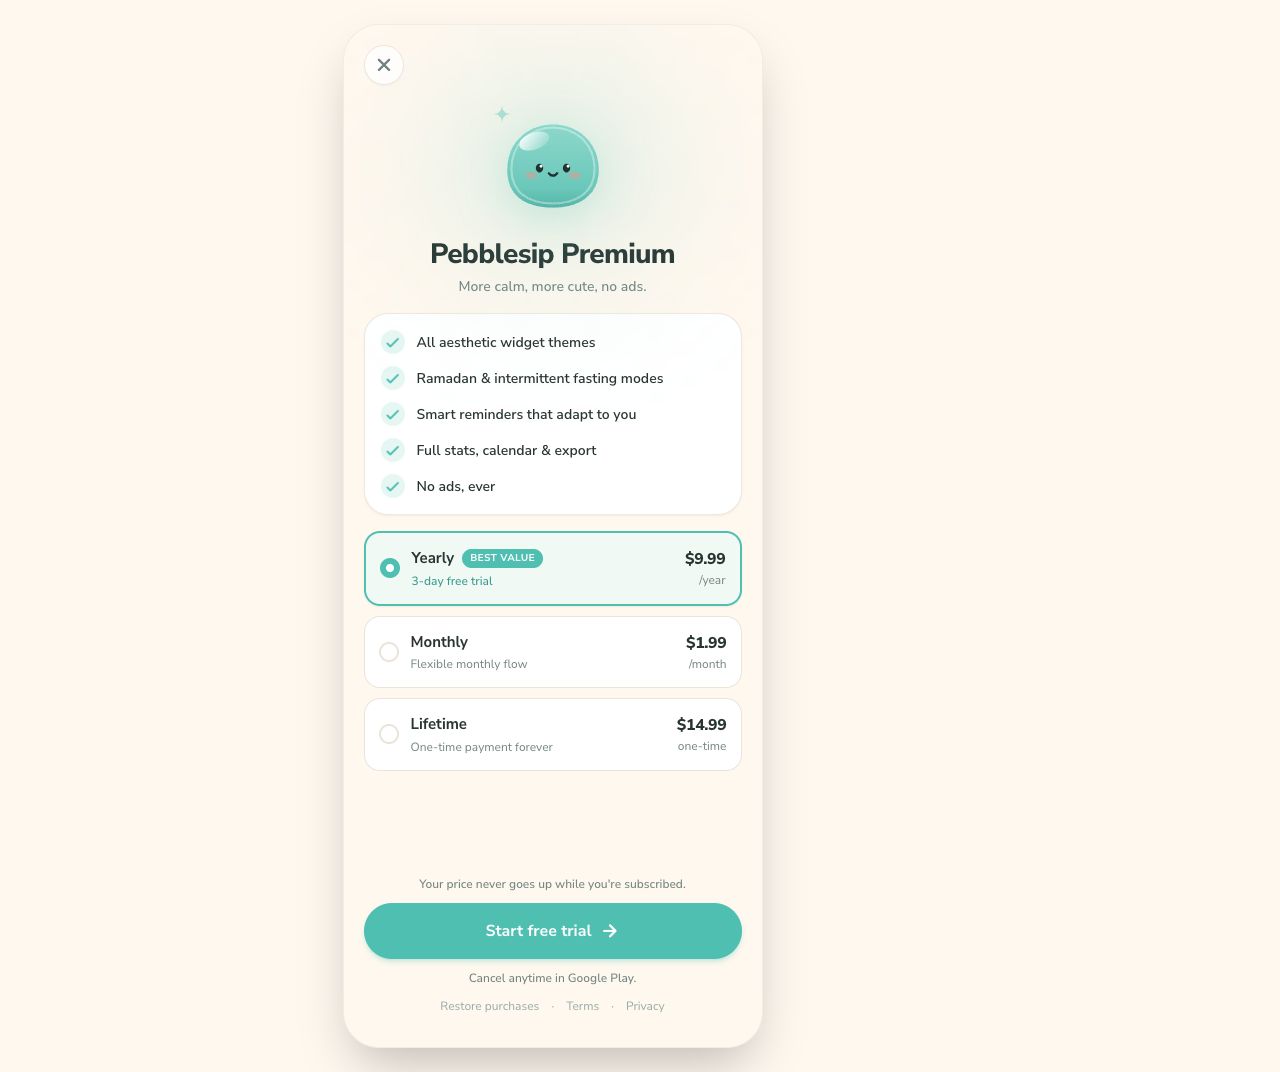 Pebblesip Premium
More calm, more cute, no ads.
All aesthetic widget themes
Ramadan & intermittent fasting modes
Smart reminders that adapt to you
Full stats, calendar & export
No ads, ever
Yearly BEST VALUE $9.99
3-day free trial /year
Monthly $1.99
Flexible monthly flow /month
Lifetime $14.99
One-time payment forever one-time
Your price never goes up while you're subscribed.
Start free trial →
Cancel anytime in Google Play.
Restore purchases · Terms · Privacy